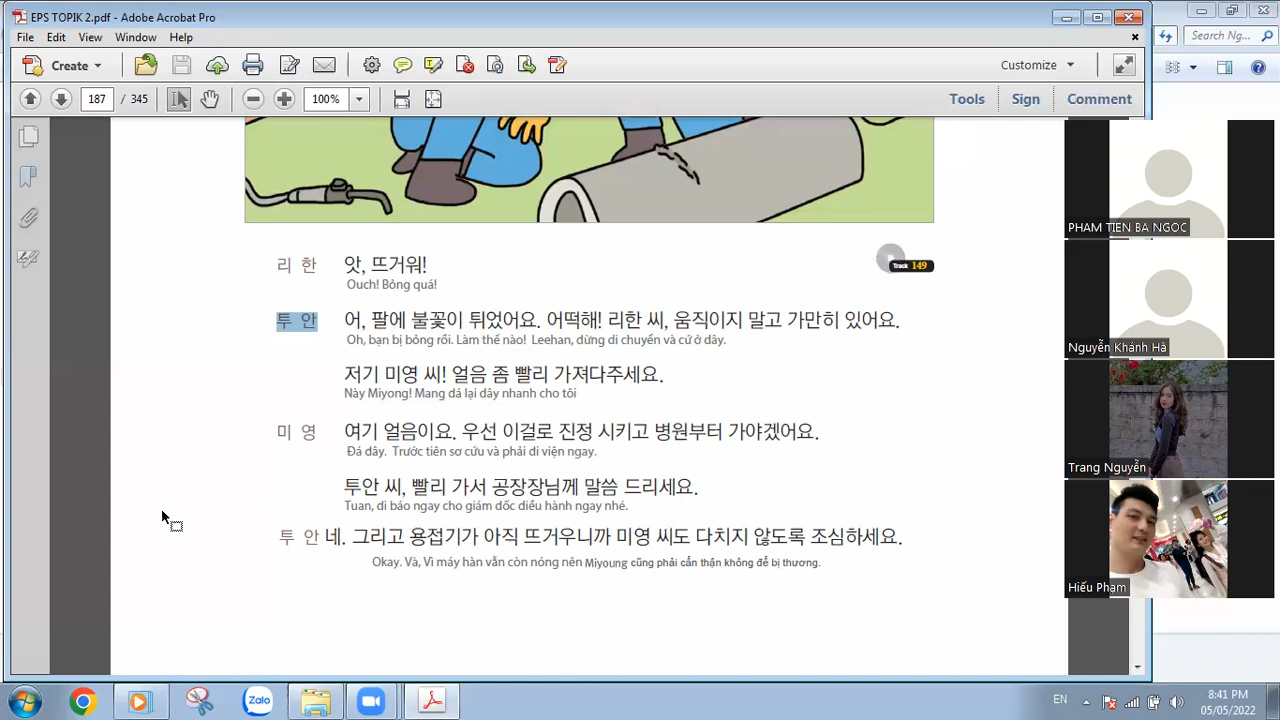 EPS TOPIK 2.pdf - Adobe Acrobat Pro
File Edit View Window Help
Search Ng...
Create
Customize
187 / 345
100%
Tools Sign Comment
Track 149
리 한 앗, 뜨거워!
Ouch! Bỏng quá!
투 안 어, 팔에 불꽃이 튀었어요. 어떡해! 리한 씨, 움직이지 말고 가만히 있어요.
Oh, bạn bị bỏng rồi. Làm thế nào! Leehan, đừng di chuyển và cứ ở đây.
저기 미영 씨! 얼음 좀 빨리 가져다주세요.
Này Miyong! Mang đá lại đây nhanh cho tôi
미 영 여기 얼음이요. 우선 이걸로 진정 시키고 병원부터 가야겠어요.
Đá đây. Trước tiên sơ cứu và phải đi viện ngay.
투안 씨, 빨리 가서 공장장님께 말씀 드리세요.
Tuan, đi báo ngay cho giám đốc điều hành ngay nhé.
투 안 네. 그리고 용접기가 아직 뜨거우니까 미영 씨도 다치지 않도록 조심하세요.
Okay. Và, Vì máy hàn vẫn còn nóng nên Miyoung cũng phải cẩn thận không để bị thương.
PHAM TIEN BA NGOC
Nguyễn Khánh Hà
Trang Nguyễn
Hiếu Phạm
Zalo
EN
8:41 PM
05/05/2022